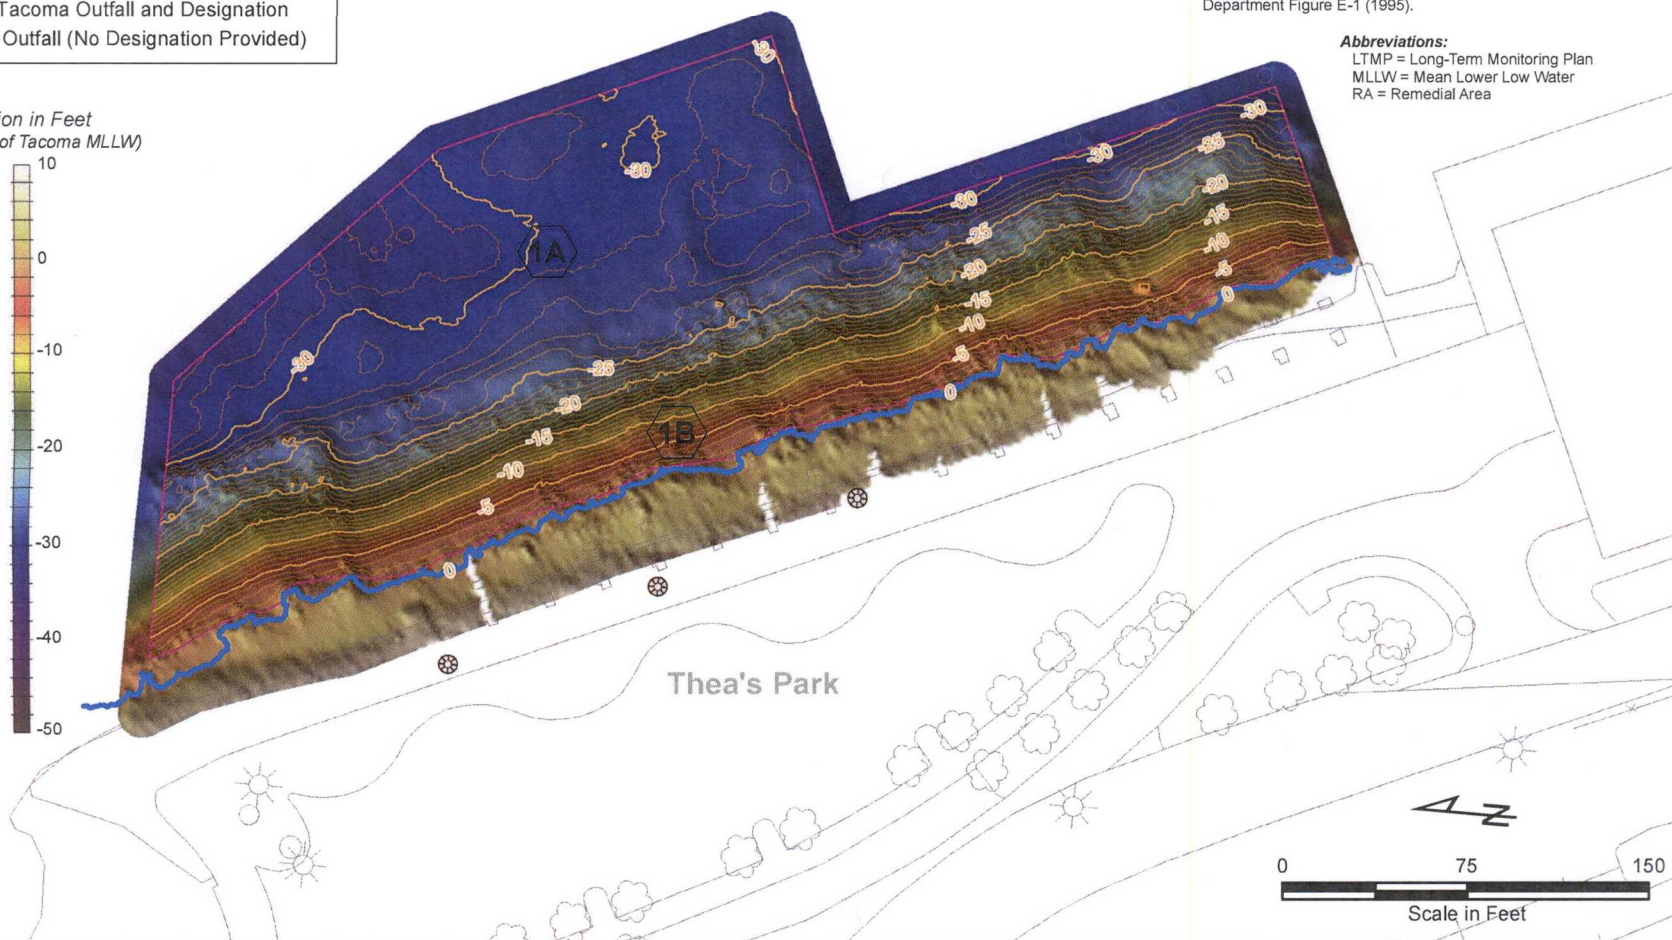 Tacoma Outfall and Designation
Outfall (No Designation Provided)
Department Figure E-1 (1995).
Abbreviations:
LTMP = Long-Term Monitoring Plan
MLLW = Mean Lower Low Water
RA = Remedial Area
ion in Feet
of Tacoma MLLW)
10
0
-10
-20
-30
-40
-50
-30
-30
-30
-30
-30
-25
-20
-15
-10
-5
0
-25
-20
-15
-10
-5
0
-25
-20
-15
-10
-5
0
1A
1B
Thea's Park
N
0 75 150
Scale in Feet